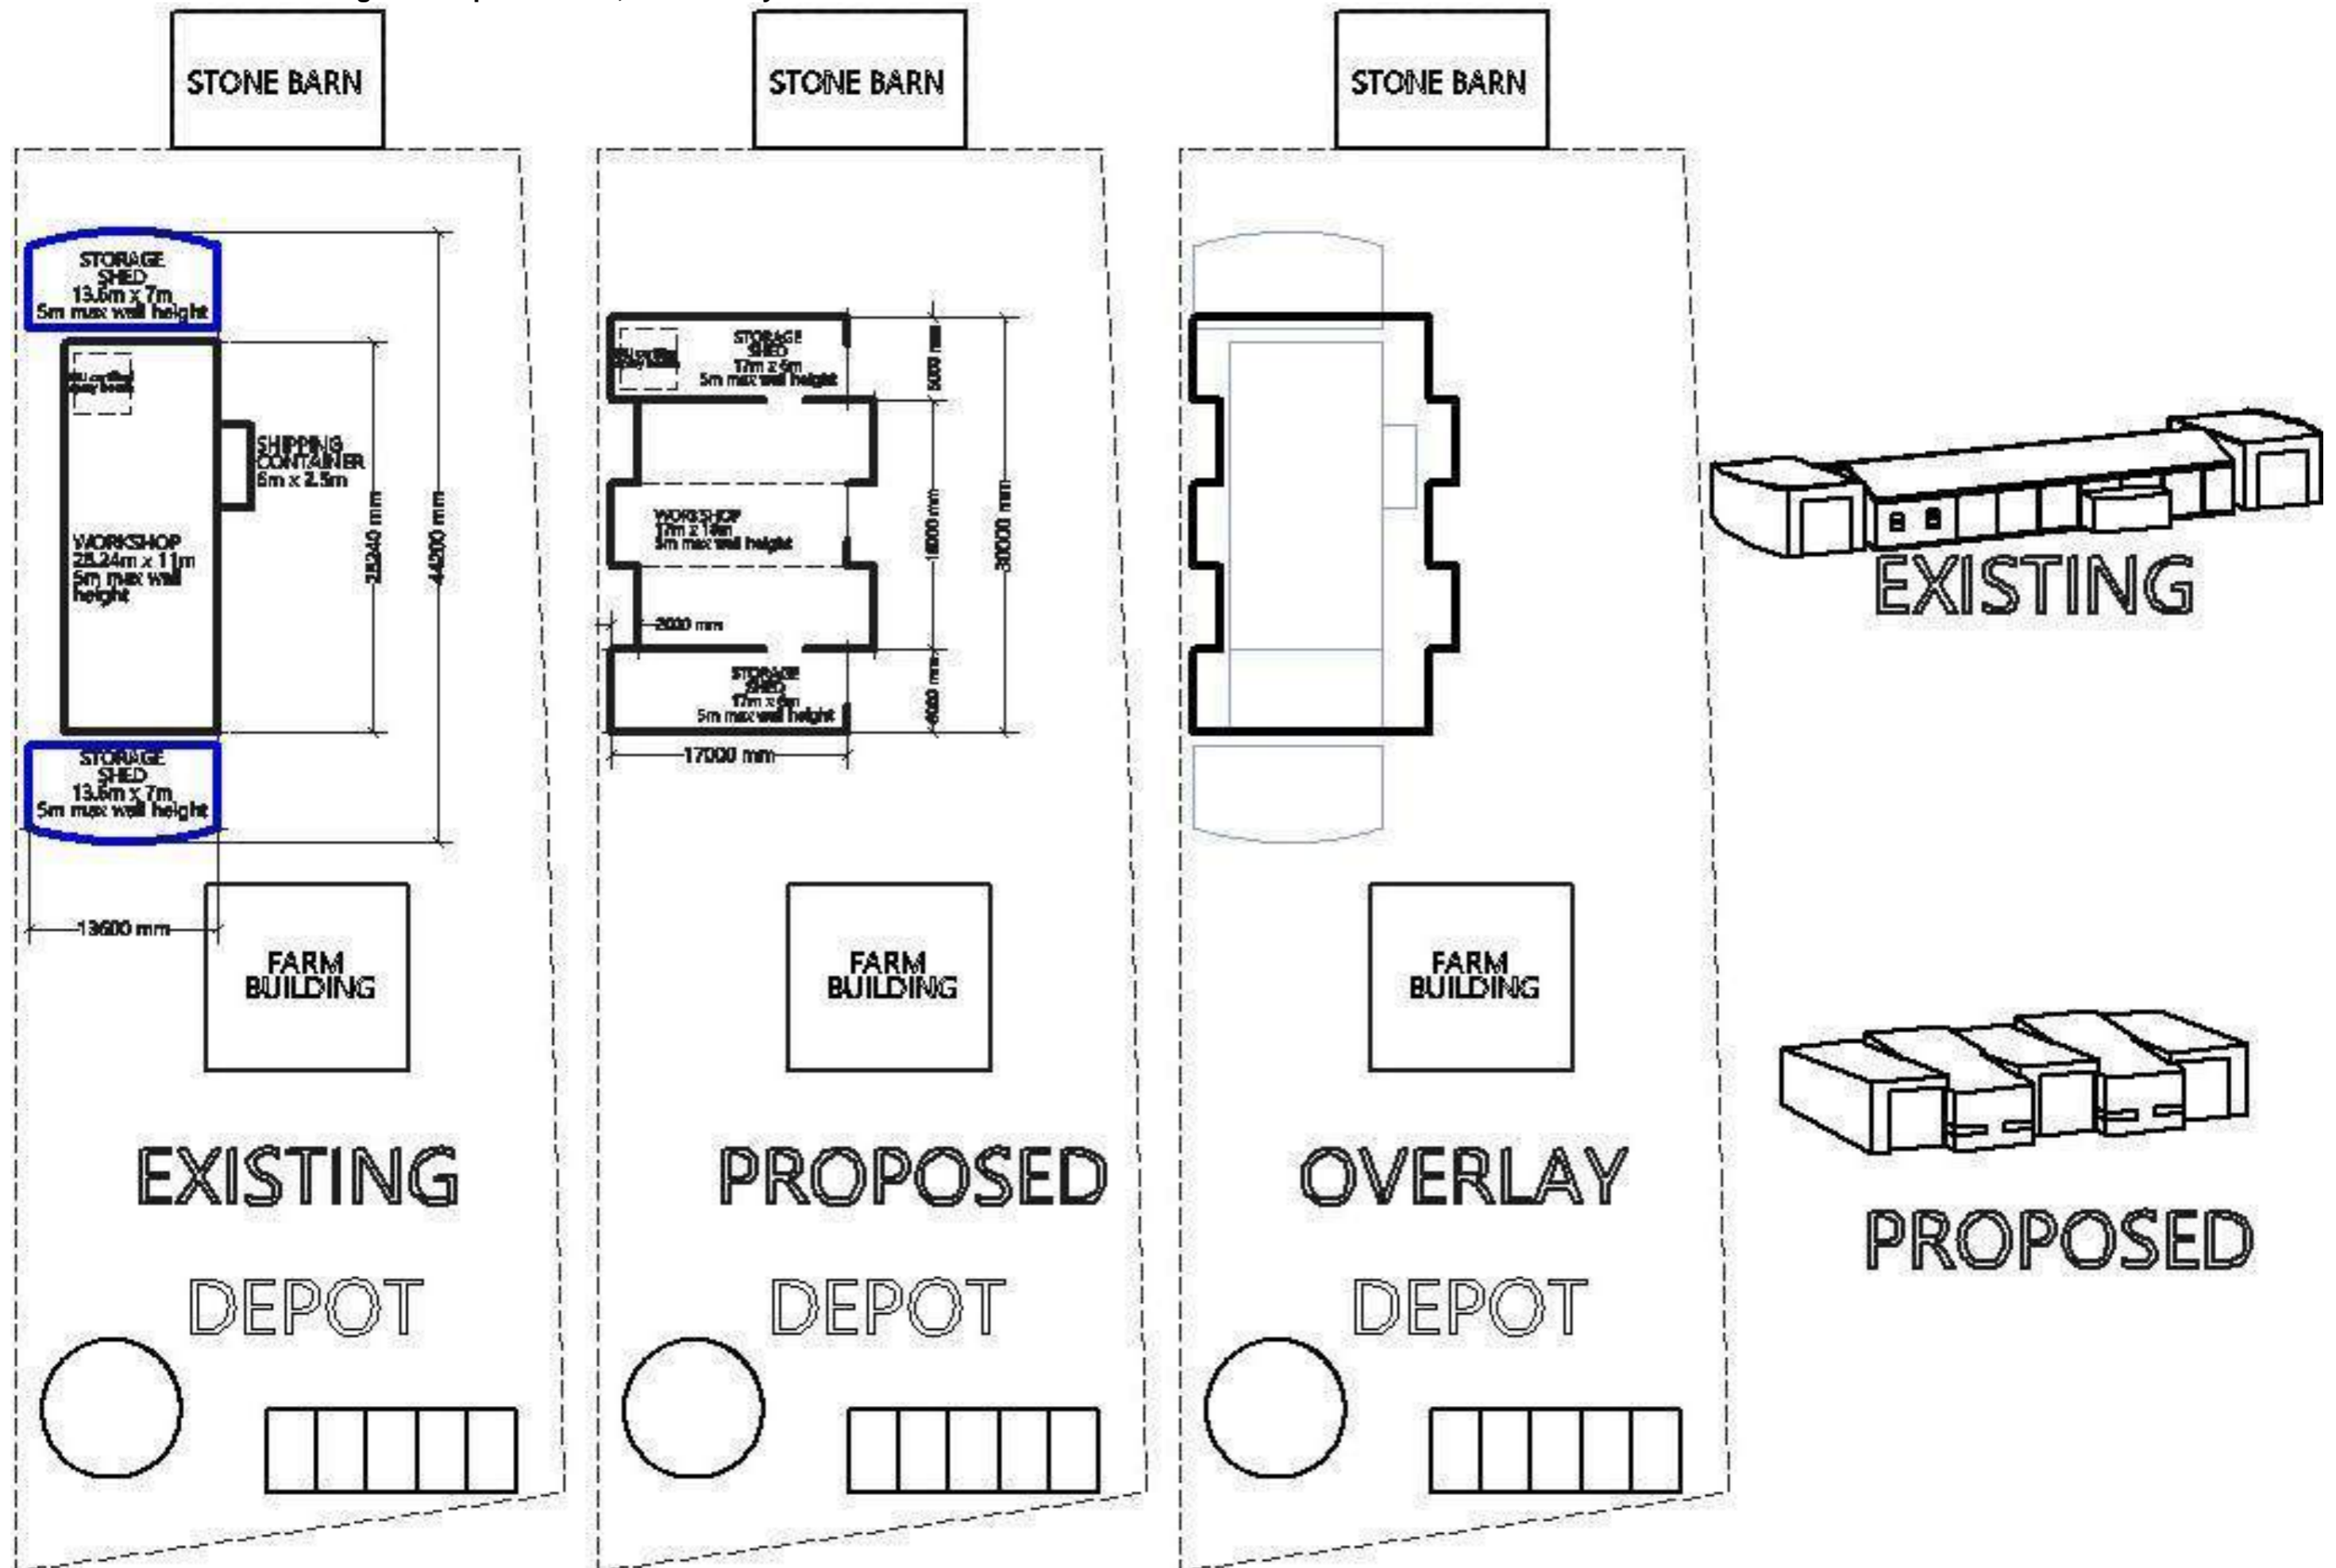 STONE BARN
STORAGE
SHED
13.6m x 7m
5m max wall height
SHIPPING
CONTAINER
6m x 2.5m
WORKSHOP
28.24m x 11m
5m max wall
height
28240 mm
44200 mm
STORAGE
SHED
13.6m x 7m
5m max wall height
13600 mm
FARM
BUILDING
EXISTING
DEPOT
STONE BARN
STORAGE
SHED
17m x 6m
5m max wall height
6000 mm
WORKSHOP
17m x 18m
5m max wall height
18000 mm
30000 mm
2000 mm
STORAGE
SHED
17m x 6m
5m max wall height
6000 mm
17000 mm
FARM
BUILDING
PROPOSED
DEPOT
STONE BARN
FARM
BUILDING
OVERLAY
DEPOT
EXISTING
PROPOSED